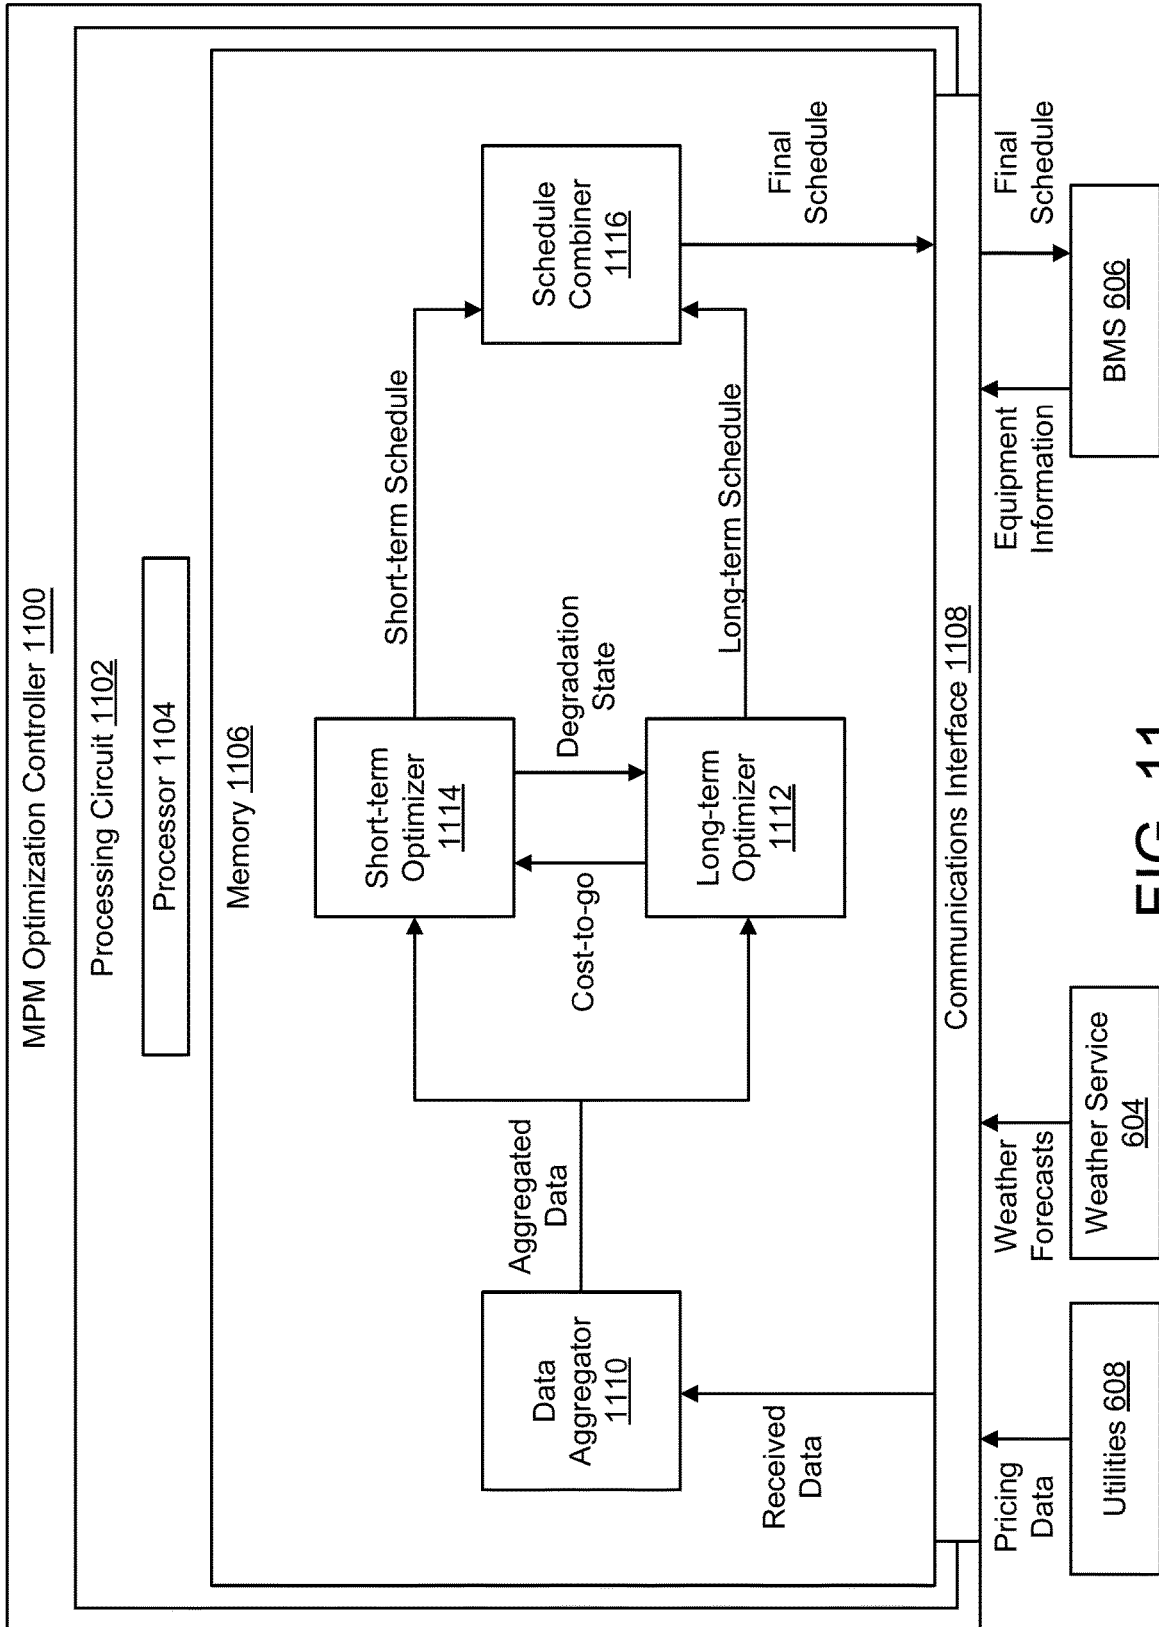 MPM Optimization Controller 1100
Processing Circuit 1102
Processor 1104
Memory 1106
Short-term
Optimizer
1114
Short-term Schedule
Schedule
Combiner
1116
Data
Aggregator
1110
Aggregated
Data
Cost-to-go
Degradation
State
Long-term
Optimizer
1112
Long-term Schedule
Received
Data
Final
Schedule
Communications Interface 1108
Pricing
Data
Weather
Forecasts
Equipment
Information
Final
Schedule
Utilities 608
Weather Service
604
BMS 606
FIG. 11